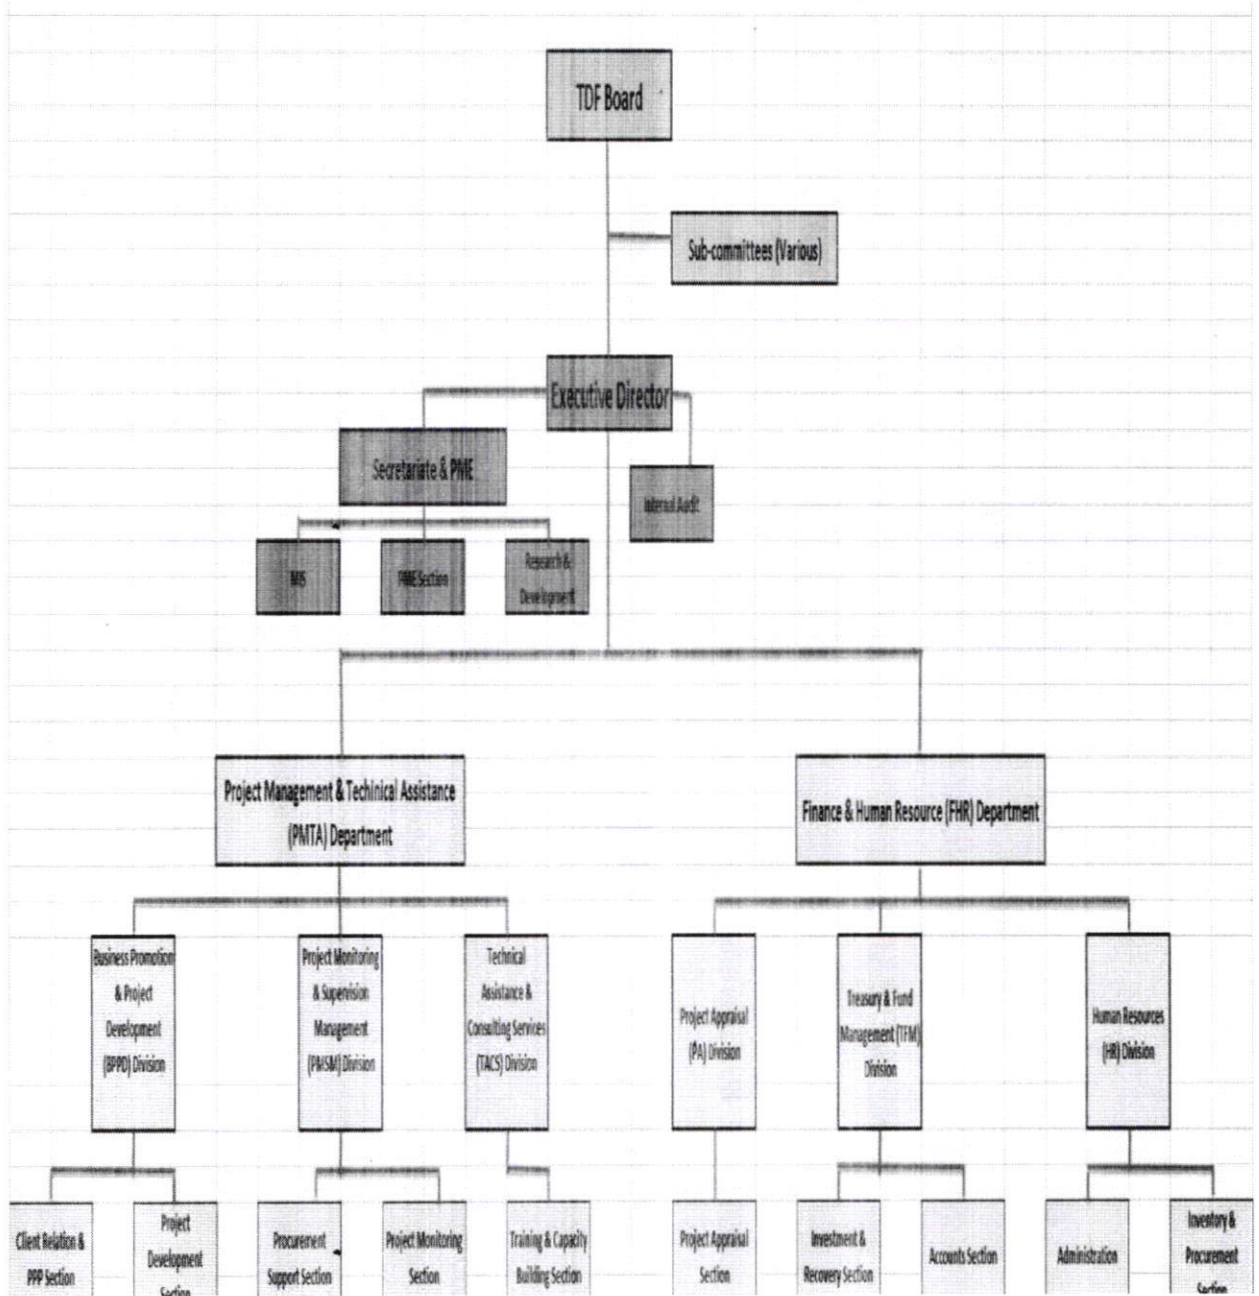 TDF Board
Sub-committees (Various)
Executive Director
Secretariate & PME
Internal Audit
MIS
PME Section
Research &
Development
Project Management & Techinical Assistance
(PMTA) Department
Finance & Human Resource (FHR) Department
Business Promotion
& Project
Development
(BPPD) Division
Project Monitoring
& Supervision
Management
(PMSM) Division
Technical
Assistance &
Consulting Services
(TACS) Division
Project Appraisal
(PA) Division
Treasury & Fund
Management (TFM)
Division
Human Resources
(HR) Division
Client Relation &
PPP Section
Project
Development
Section
Procurement
Support Section
Project Monitoring
Section
Training & Capacity
Building Section
Project Appraisal
Section
Investment &
Recovery Section
Accounts Section
Administration
Inventory &
Procurement
Section